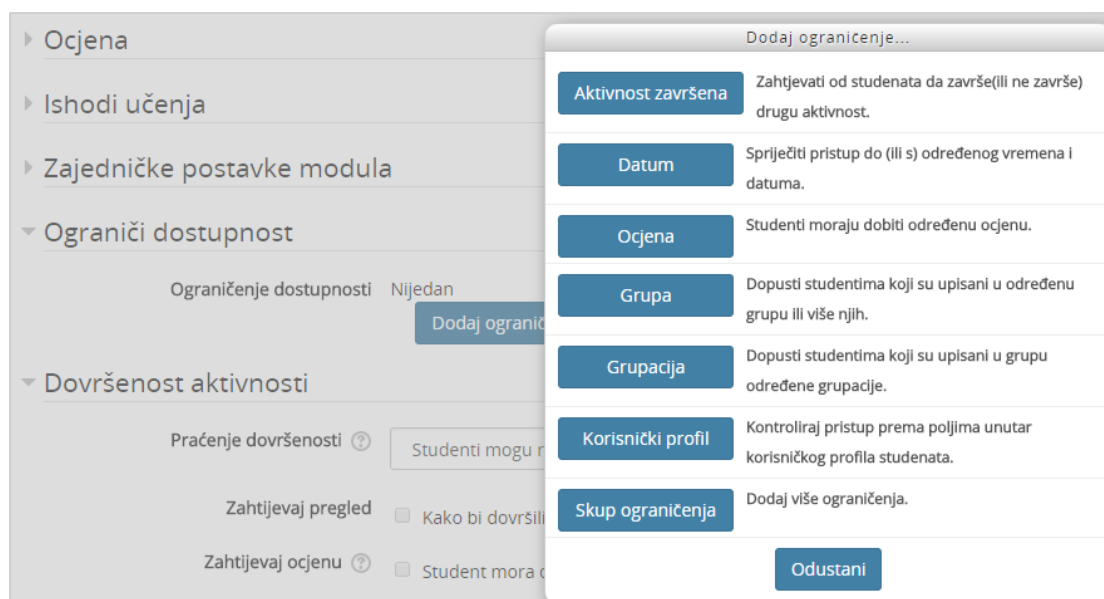 Ocjena
Ishodi učenja
Zajedničke postavke modula
Ograniči dostupnost
Ograničenje dostupnosti Nijedan
Dodaj ogranič
Dovršenost aktivnosti
Praćenje dovršenosti
Studenti mogu r
Zahtijevaj pregled
Kako bi dovršili
Zahtijevaj ocjenu
Student mora
Dodaj ograničenje...
Aktivnost završena
Zahtjevati od studenata da završe(ili ne završe)
drugu aktivnost.
Datum
Spriječiti pristup do (ili s) određenog vremena i
datuma.
Ocjena
Studenti moraju dobiti određenu ocjenu.
Grupa
Dopusti studentima koji su upisani u određenu
grupu ili više njih.
Grupacija
Dopusti studentima koji su upisani u grupu
određene grupacije.
Korisnički profil
Kontroliraj pristup prema poljima unutar
korisničkog profila studenata.
Skup ograničenja
Dodaj više ograničenja.
Odustani